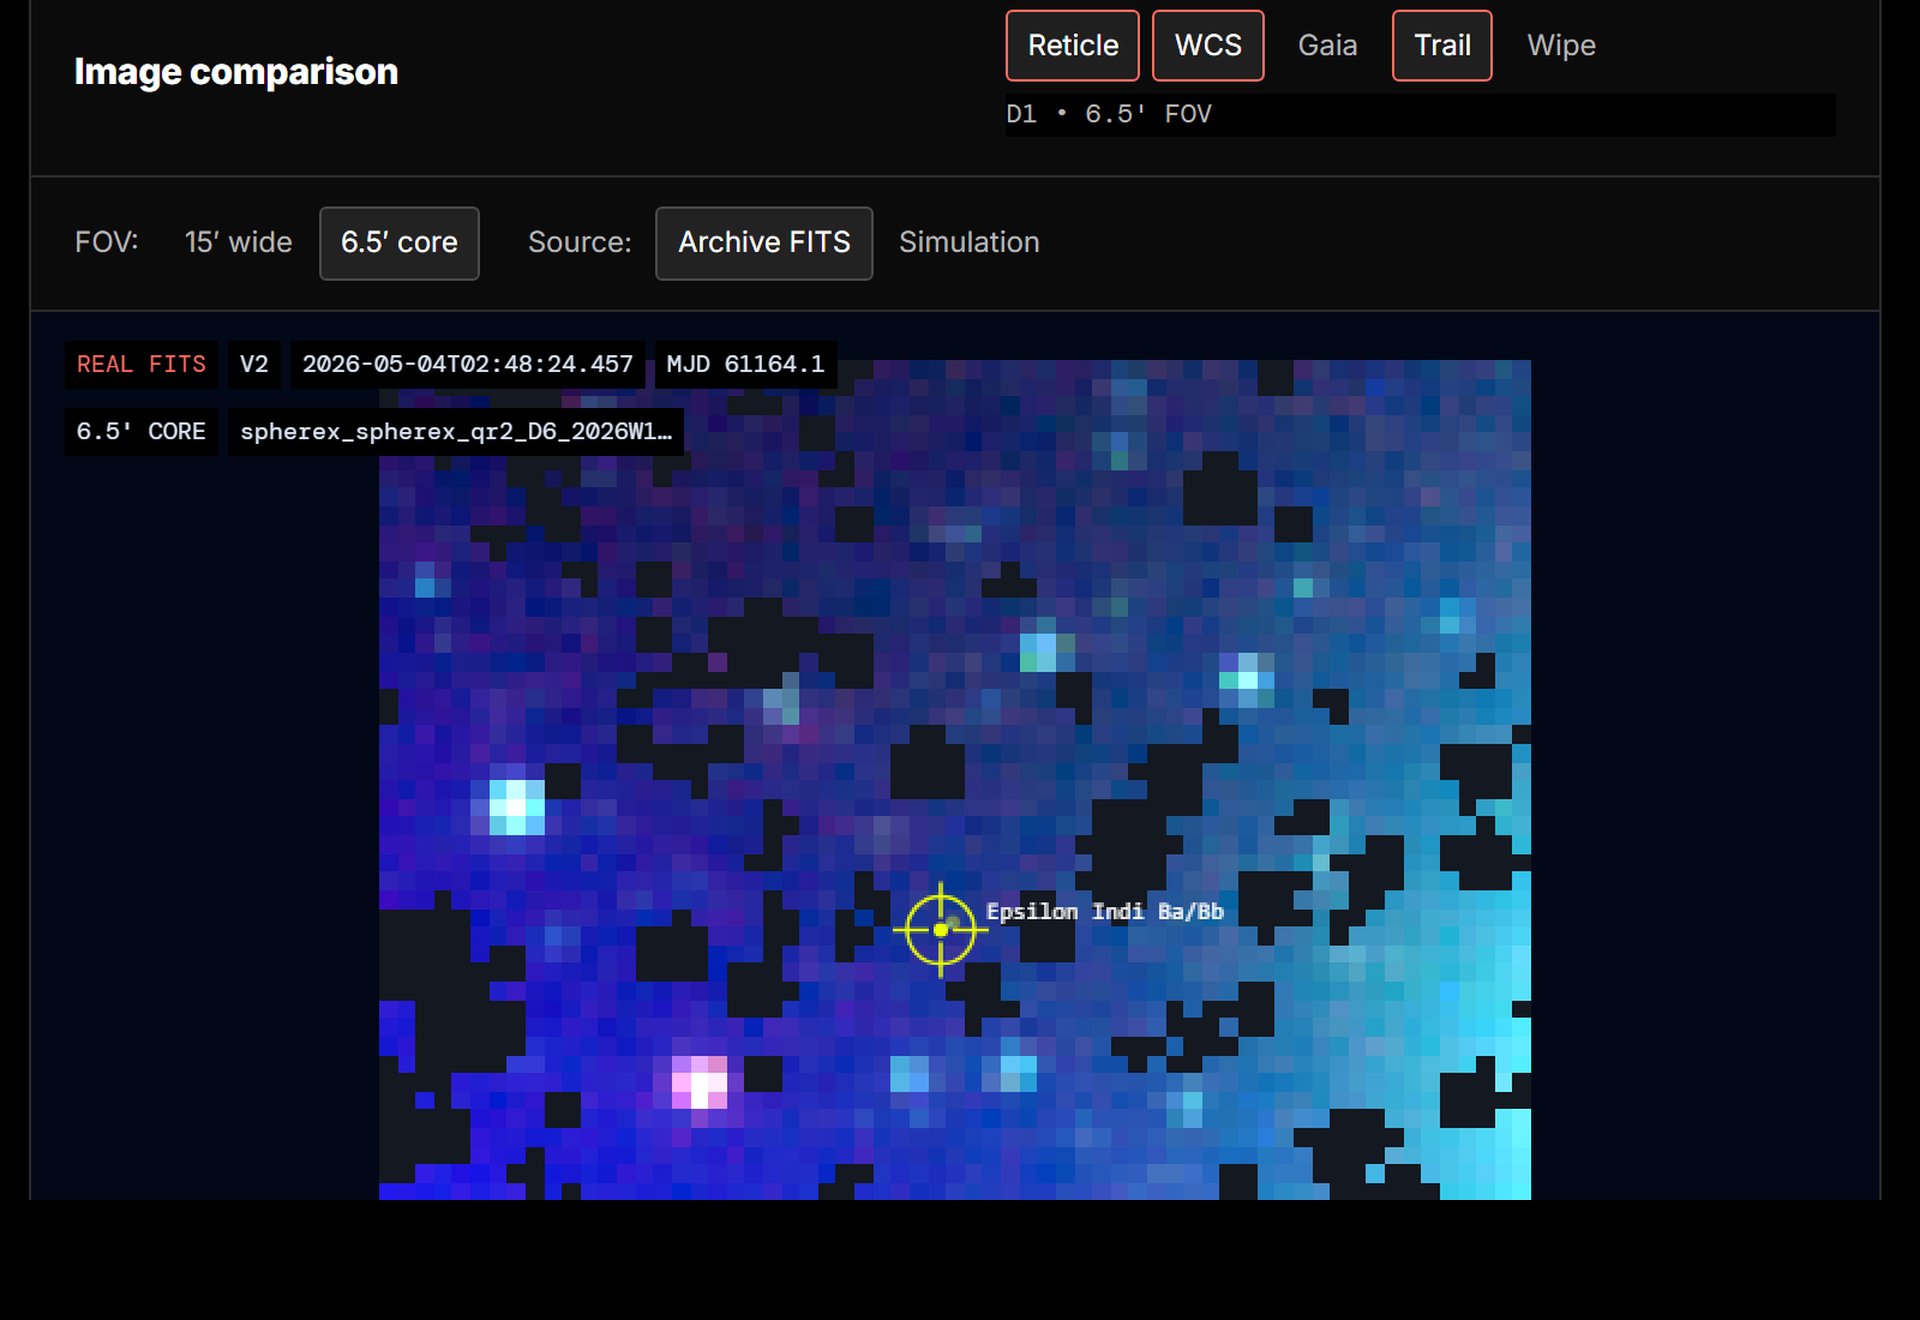 Image comparison
Reticle WCS Gaia Trail Wipe
D1 • 6.5' FOV
FOV: 15′ wide 6.5′ core Source: Archive FITS Simulation
REAL FITS V2 2026-05-04T02:48:24.457 MJD 61164.1
6.5' CORE spherex_spherex_qr2_D6_2026W1…
Epsilon Indi Ba/Bb